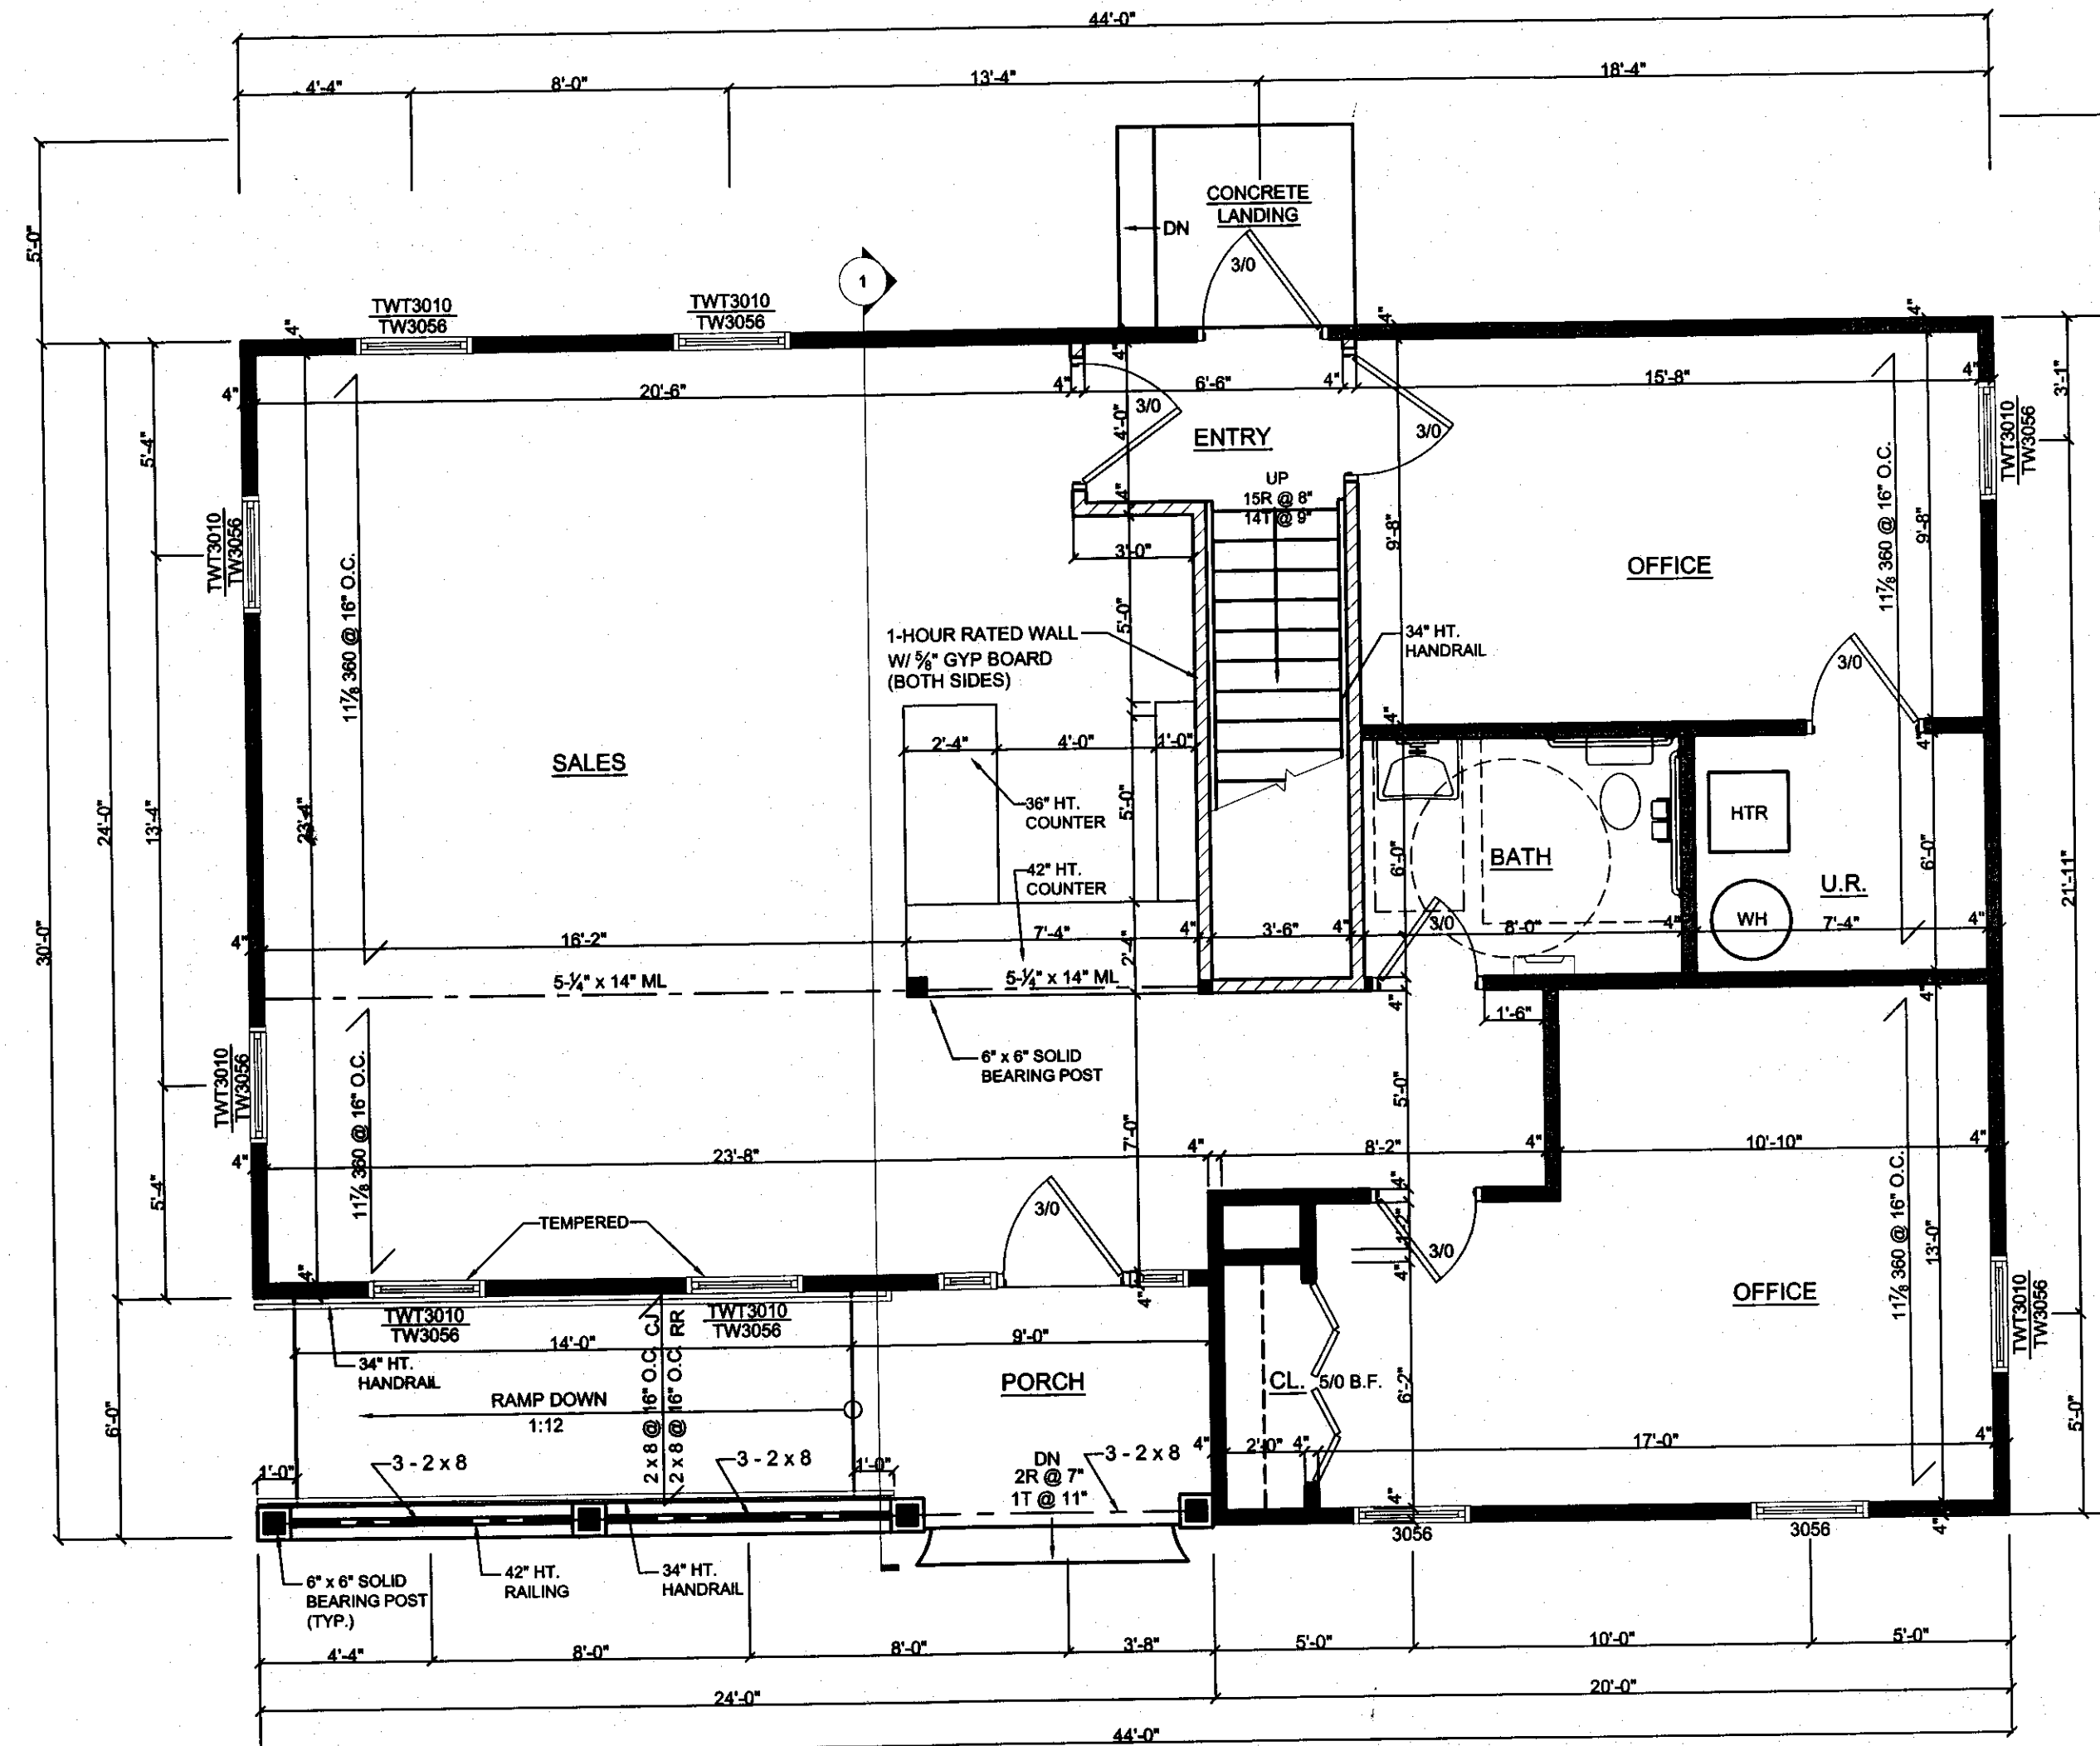 44'-0"
4'-4"
8'-0"
13'-4"
18'-4"
5'-0"
CONCRETE
LANDING
DN
3/0
1
TWT3010
TW3056
TWT3010
TW3056
4"
4"
4"
4"
4"
20'-6"
4"
6'-6"
4"
15'-8"
4"
3'-1"
3/0
4'-0"
ENTRY
3/0
TWT3010
TW3056
5'-4"
4"
UP
15R @ 8"
14T @ 9"
9'-8"
9'-8"
11⅞ 360 @ 16" O.C.
11⅞ 360 @ 16" O.C.
TWT3010
TW3056
3'-0"
OFFICE
5'-0"
1-HOUR RATED WALL
W/ ⅝" GYP BOARD
(BOTH SIDES)
34" HT.
HANDRAIL
3/0
4"
4"
2'-4"
4'-0"
1'-0"
SALES
24'-0"
13'-4"
23'-4"
36" HT.
COUNTER
5'-0"
HTR
BATH
6'-0"
6'-0"
U.R.
21'-11"
42" HT.
COUNTER
WH
30'-0"
4"
16'-2"
7'-4"
4"
3'-6"
4"
3/0
8'-0"
4"
7'-4"
4"
2'-4"
5-¼" x 14" ML
5-¼" x 14" ML
4"
4"
1'-6"
6" x 6" SOLID
BEARING POST
TWT3010
TW3056
11⅞ 360 @ 16" O.C.
5'-0"
7'-0"
4"
23'-8"
4"
8'-2"
4"
10'-10"
4"
5'-4"
4"
1'-2"
4"
11⅞ 360 @ 16" O.C.
13'-0"
TEMPERED
3/0
3/0
4"
4"
OFFICE
TWT3010
TW3056
TWT3010
TW3056
TWT3010
TW3056
14'-0"
9'-0"
34" HT.
HANDRAIL
2 x 8 @ 16" O.C. CJ
2 x 8 @ 16" O.C. RR
PORCH
CL.
5/0 B.F.
6'-2"
RAMP DOWN
1:12
6'-0"
5'-0"
1'-0"
3 - 2 x 8
3 - 2 x 8
1'-0"
DN
2R @ 7"
1T @ 11"
3 - 2 x 8
4"
2'-0"
4"
17'-0"
4"
4"
4"
3056
3056
6" x 6" SOLID
BEARING POST
(TYP.)
42" HT.
RAILING
34" HT.
HANDRAIL
4'-4"
8'-0"
8'-0"
3'-8"
5'-0"
10'-0"
5'-0"
24'-0"
20'-0"
44'-0"